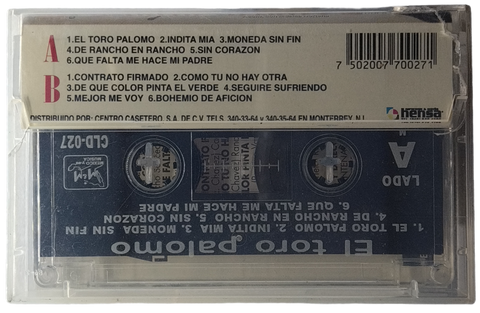 A
1.EL TORO PALOMO 2.INDITA MIA 3.MONEDA SIN FIN
4.DE RANCHO EN RANCHO 5.SIN CORAZON
6.QUE FALTA ME HACE MI PADRE
B
1.CONTRATO FIRMADO 2.COMO TU NO HAY OTRA
3.DE QUE COLOR PINTA EL VERDE 4.SEGUIRE SUFRIENDO
5.MEJOR ME VOY 6.BOHEMIO DE AFICION
7 502007 700271
hensa
DISTRIBUIDO POR: CENTRO CASETERO, S.A. DE C.V. TELS. 340-33-64 y 340-35-64 EN MONTERREY, N.L.
El toro palomo
1. EL TORO PALOMO 2. INDITA MIA 3. MONEDA SIN FIN
4. DE RANCHO EN RANCHO 5. SIN CORAZON
6. QUE FALTA ME HACE MI PADRE
LADO
A
CLD-027